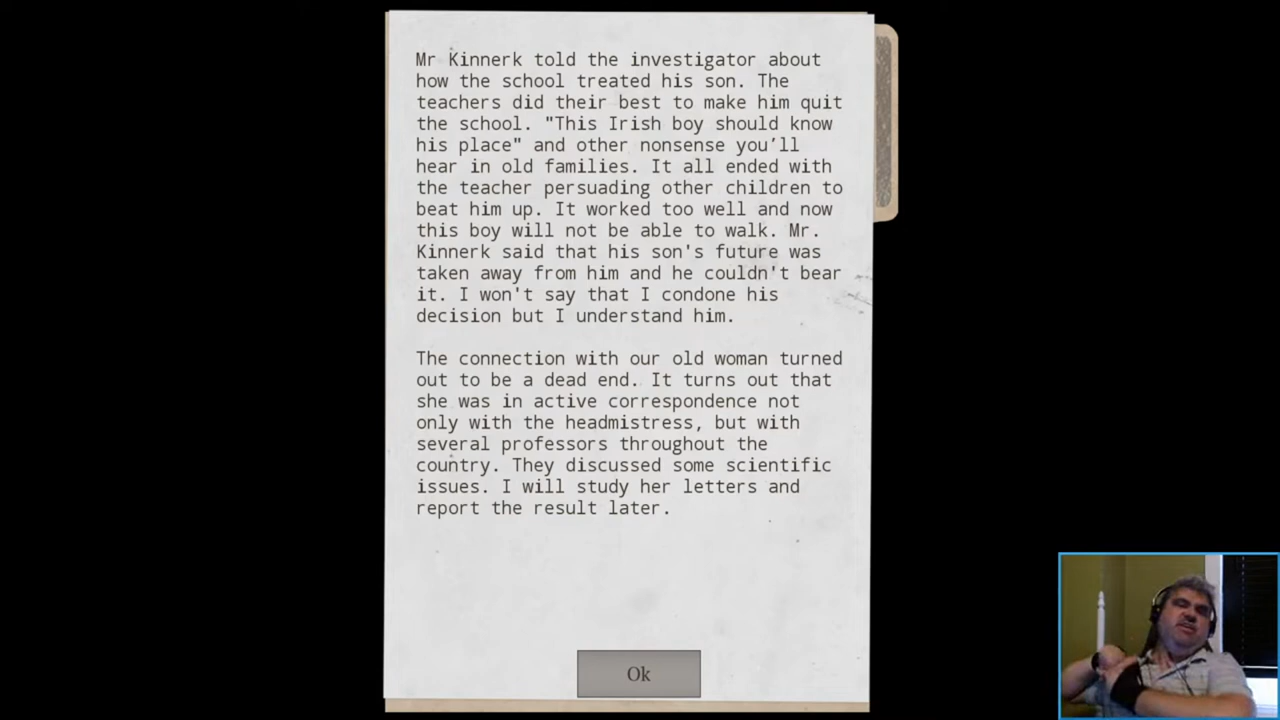 Mr Kinnerk told the investigator about
how the school treated his son. The
teachers did their best to make him quit
the school. "This Irish boy should know
his place" and other nonsense you’ll
hear in old families. It all ended with
the teacher persuading other children to
beat him up. It worked too well and now
this boy will not be able to walk. Mr.
Kinnerk said that his son's future was
taken away from him and he couldn't bear
it. I won't say that I condone his
decision but I understand him.
The connection with our old woman turned
out to be a dead end. It turns out that
she was in active correspondence not
only with the headmistress, but with
several professors throughout the
country. They discussed some scientific
issues. I will study her letters and
report the result later.
Ok